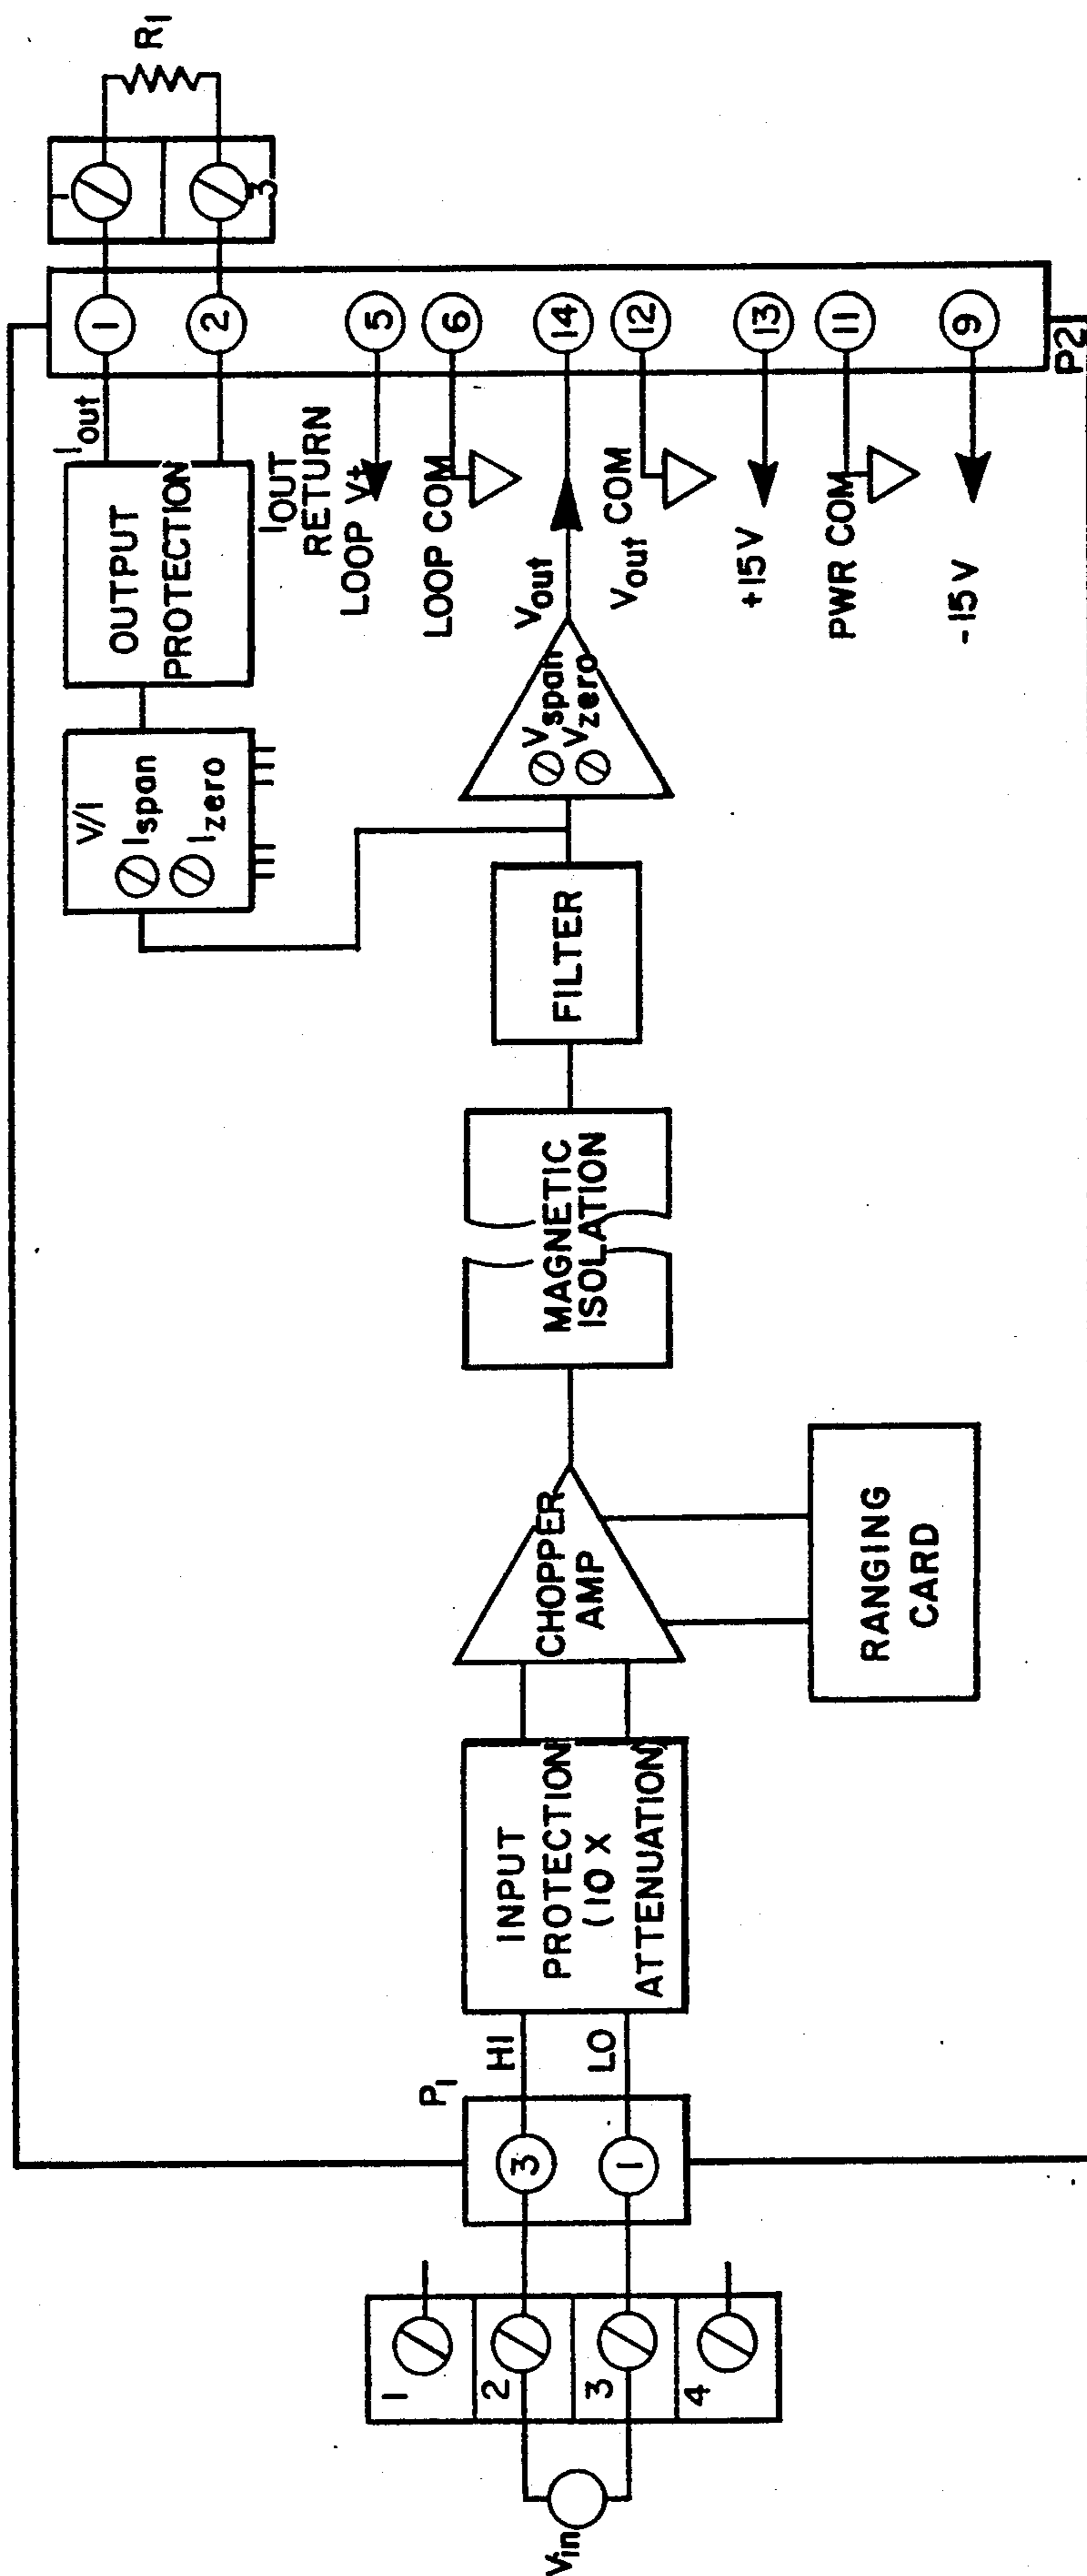 Vin
1
2
3
4
P1
3
1
HI
LO
INPUT
PROTECTION
(10 X
ATTENUATION)
CHOPPER
AMP
RANGING
CARD
MAGNETIC
ISOLATION
FILTER
V/I
Ispan
Izero
OUTPUT
PROTECTION
Vspan
Vzero
Iout
IOUT
RETURN
LOOP V+
LOOP COM
Vout
Vout COM
+15V
PWR COM
-15V
1
2
5
6
14
12
13
11
9
P2
1
3
R1